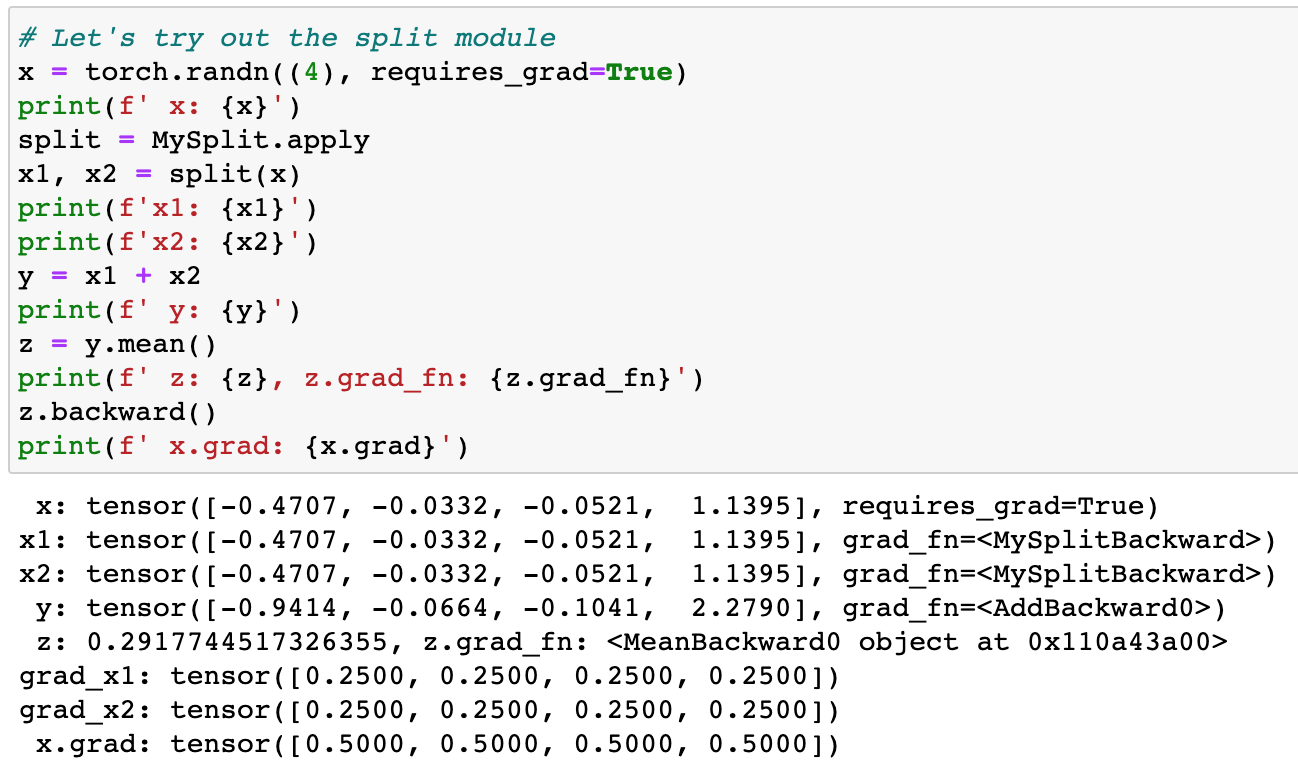 # Let's try out the split module
x = torch.randn((4), requires_grad=True)
print(f' x: {x}')
split = MySplit.apply
x1, x2 = split(x)
print(f'x1: {x1}')
print(f'x2: {x2}')
y = x1 + x2
print(f' y: {y}')
z = y.mean()
print(f' z: {z}, z.grad_fn: {z.grad_fn}')
z.backward()
print(f' x.grad: {x.grad}')
 x: tensor([-0.4707, -0.0332, -0.0521,  1.1395], requires_grad=True)
x1: tensor([-0.4707, -0.0332, -0.0521,  1.1395], grad_fn=<MySplitBackward>)
x2: tensor([-0.4707, -0.0332, -0.0521,  1.1395], grad_fn=<MySplitBackward>)
 y: tensor([-0.9414, -0.0664, -0.1041,  2.2790], grad_fn=<AddBackward0>)
 z: 0.2917744517326355, z.grad_fn: <MeanBackward0 object at 0x110a43a00>
grad_x1: tensor([0.2500, 0.2500, 0.2500, 0.2500])
grad_x2: tensor([0.2500, 0.2500, 0.2500, 0.2500])
 x.grad: tensor([0.5000, 0.5000, 0.5000, 0.5000])